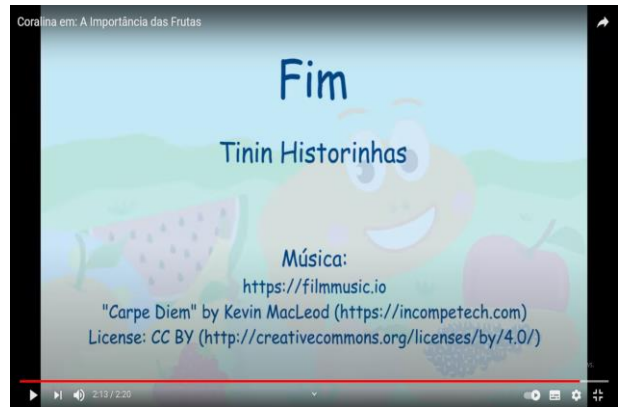 Coralina em: A Importância das Frutas
Fim
Tinin Historinhas
Música:
https://filmmusic.io
"Carpe Diem" by Kevin MacLeod (https://incompetech.com)
License: CC BY (http://creativecommons.org/licenses/by/4.0/)
2:13 / 2:20